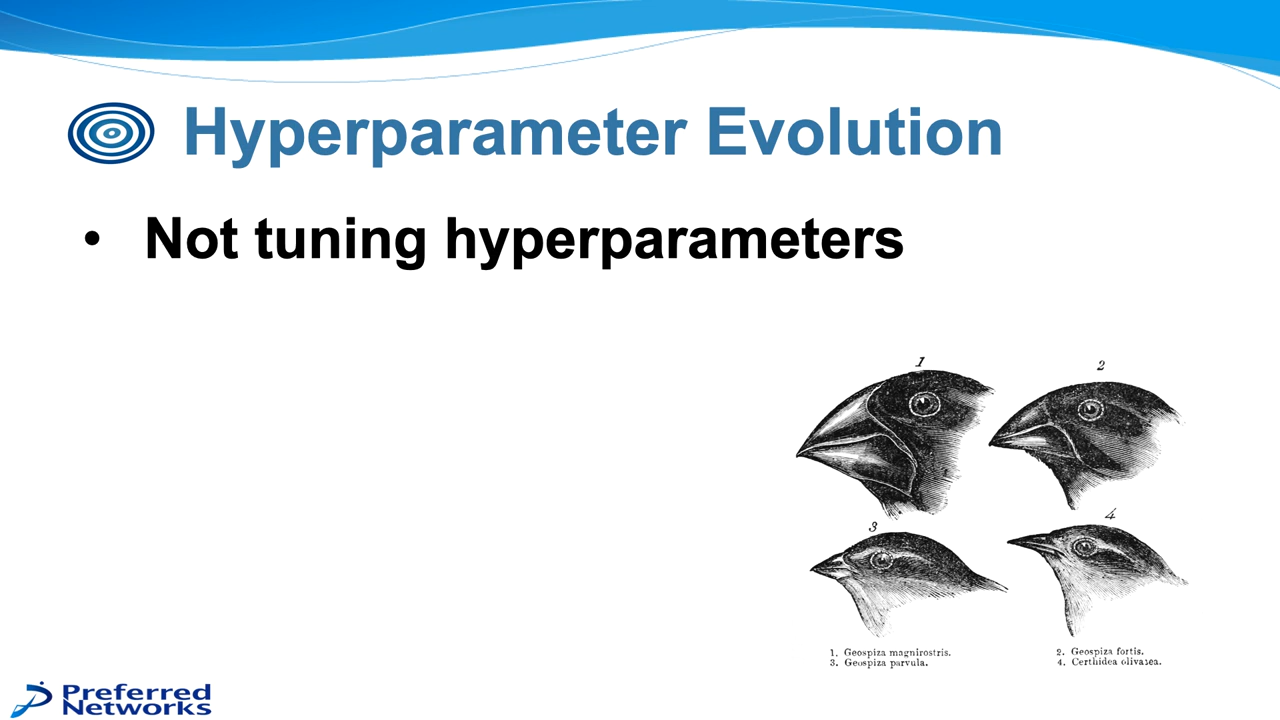 Hyperparameter Evolution
• Not tuning hyperparameters
1
2
3
4
1. Geospiza magnirostris.
2. Geospiza fortis.
3. Geospiza parvula.
4. Certhidea olivasea.
Preferred
Networks